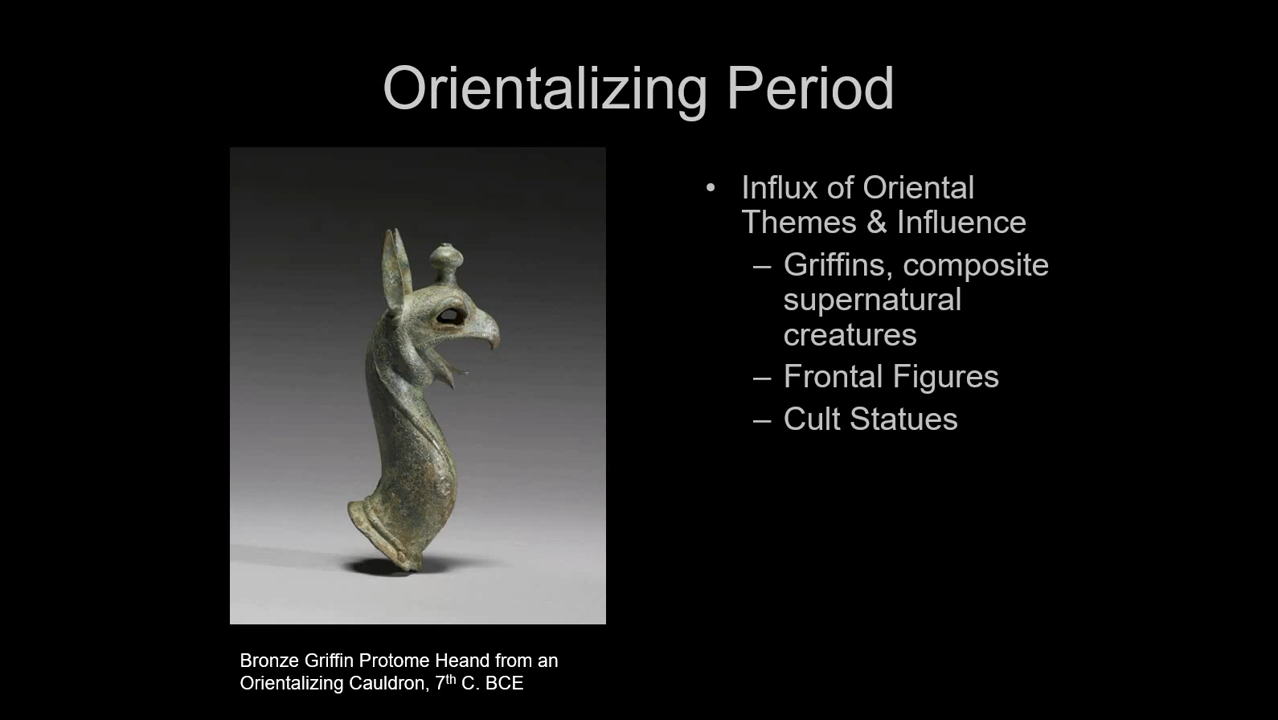 Orientalizing Period
• Influx of Oriental
Themes & Influence
– Griffins, composite
supernatural
creatures
– Frontal Figures
– Cult Statues
Bronze Griffin Protome Heand from an
Orientalizing Cauldron, 7th C. BCE